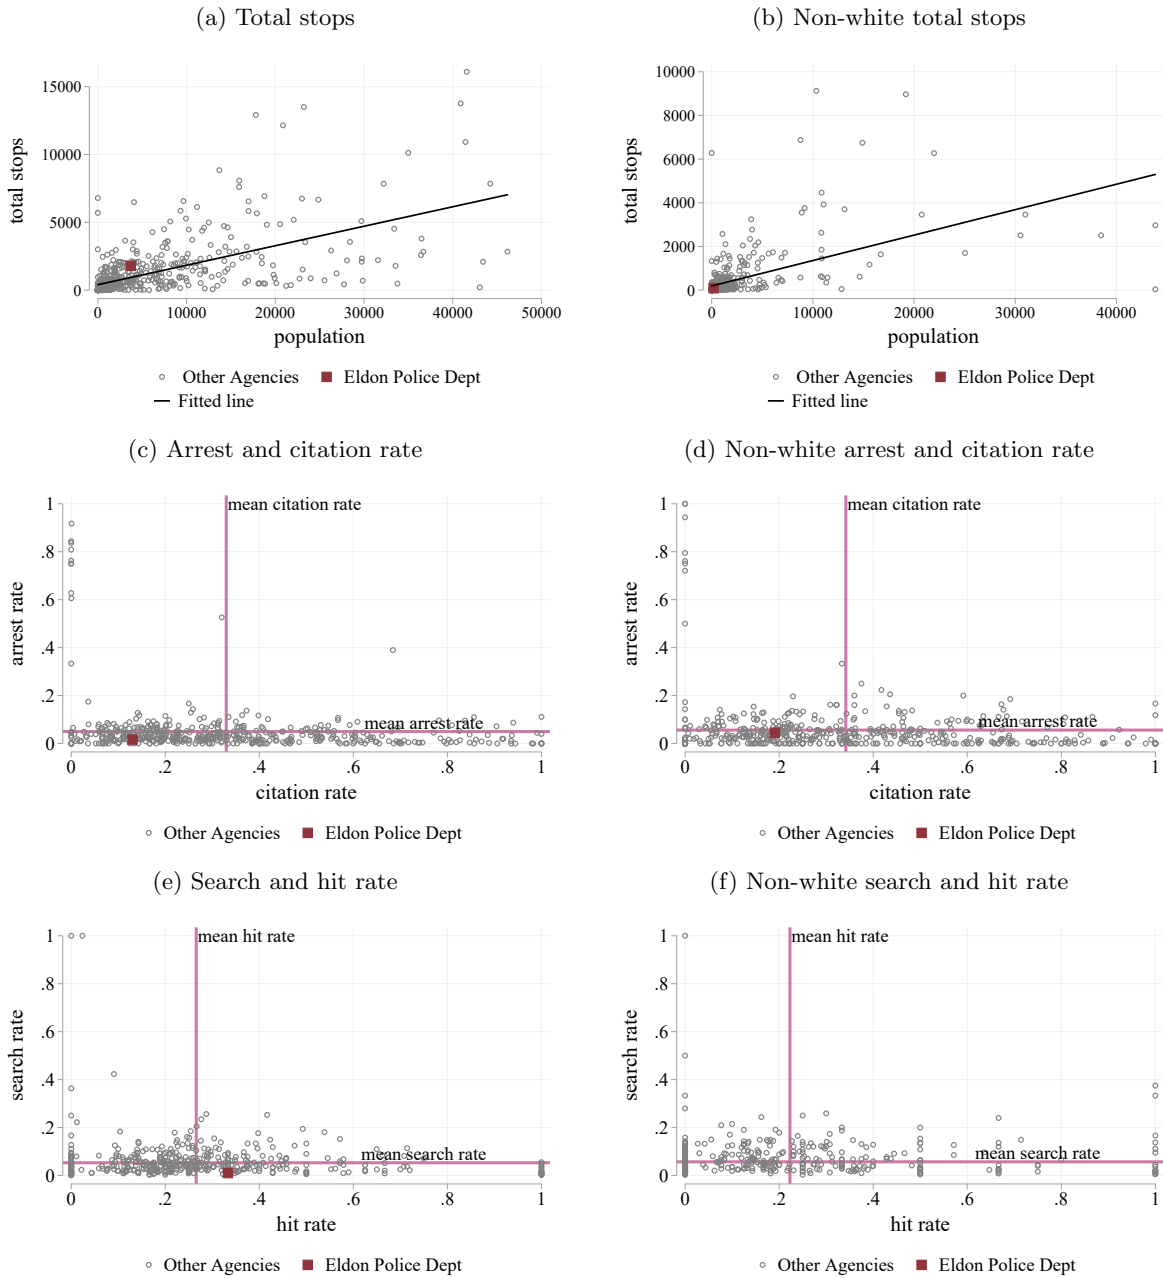 (a) Total stops
total stops
15000
10000
5000
0
0 10000 20000 30000 40000 50000
population
Other Agencies Eldon Police Dept
Fitted line
(b) Non-white total stops
total stops
10000
8000
6000
4000
2000
0
0 10000 20000 30000 40000
population
Other Agencies Eldon Police Dept
Fitted line
(c) Arrest and citation rate
arrest rate
1
.8
.6
.4
.2
0
mean citation rate
mean arrest rate
0 .2 .4 .6 .8 1
citation rate
Other Agencies Eldon Police Dept
(d) Non-white arrest and citation rate
arrest rate
1
.8
.6
.4
.2
0
mean citation rate
mean arrest rate
0 .2 .4 .6 .8 1
citation rate
Other Agencies Eldon Police Dept
(e) Search and hit rate
search rate
1
.8
.6
.4
.2
0
mean hit rate
mean search rate
0 .2 .4 .6 .8 1
hit rate
Other Agencies Eldon Police Dept
(f) Non-white search and hit rate
search rate
1
.8
.6
.4
.2
0
mean hit rate
mean search rate
0 .2 .4 .6 .8 1
hit rate
Other Agencies Eldon Police Dept